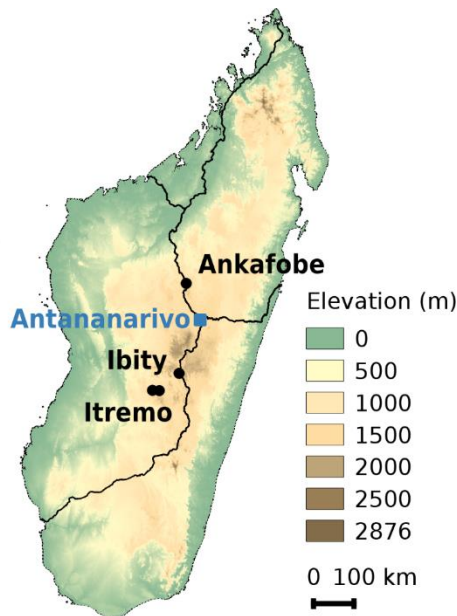 Ankafobe
Antananarivo
Ibity
Itremo
Elevation (m)
0
500
1000
1500
2000
2500
2876
0 100 km